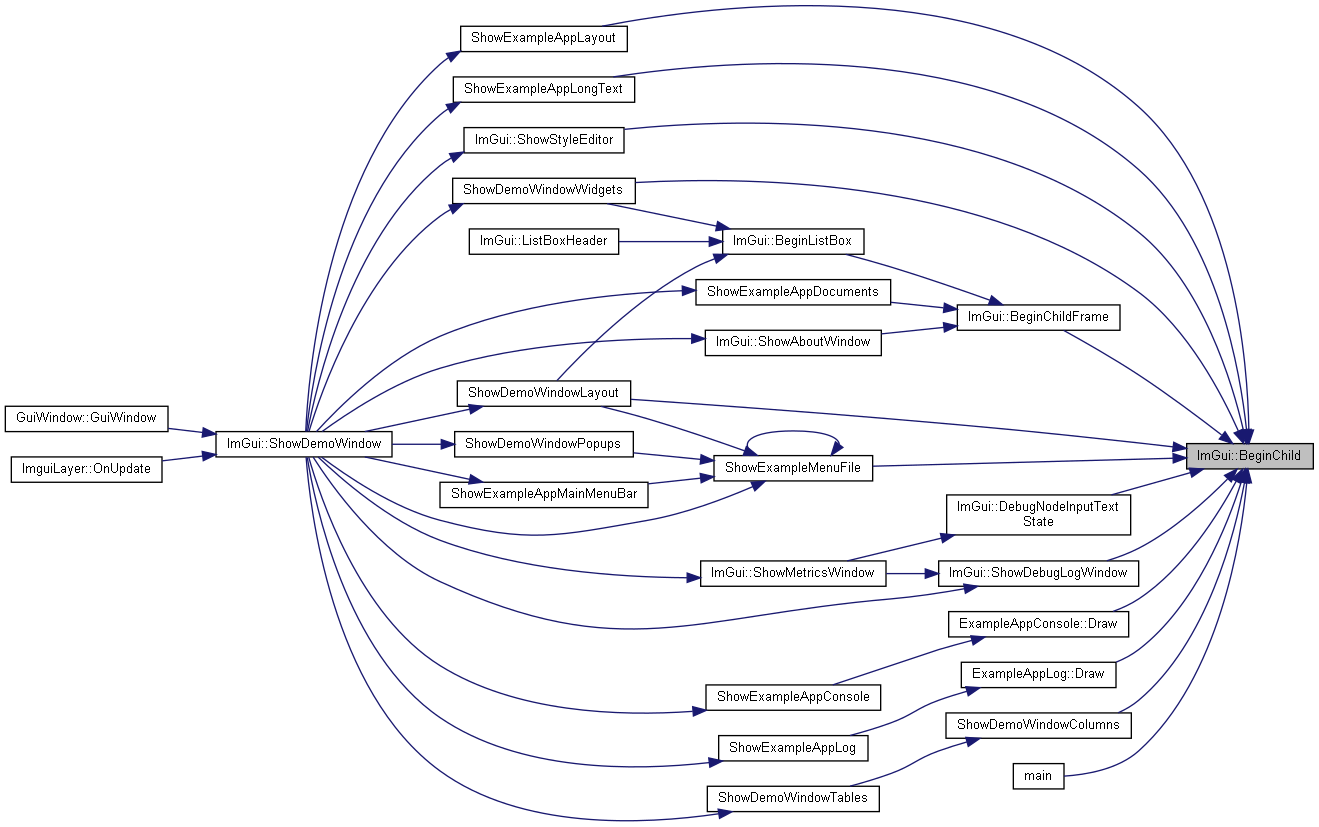 ShowExampleAppLayout
ShowExampleAppLongText
ImGui::ShowStyleEditor
ShowDemoWindowWidgets
ImGui::ListBoxHeader
ImGui::BeginListBox
ShowExampleAppDocuments
ImGui::BeginChildFrame
ImGui::ShowAboutWindow
ShowDemoWindowLayout
GuiWindow::GuiWindow
ImGui::ShowDemoWindow
ShowDemoWindowPopups
ImGui::BeginChild
ImguiLayer::OnUpdate
ShowExampleMenuFile
ShowExampleAppMainMenuBar
ImGui::DebugNodeInputText
State
ImGui::ShowMetricsWindow
ImGui::ShowDebugLogWindow
ExampleAppConsole::Draw
ExampleAppLog::Draw
ShowExampleAppConsole
ShowDemoWindowColumns
ShowExampleAppLog
main
ShowDemoWindowTables